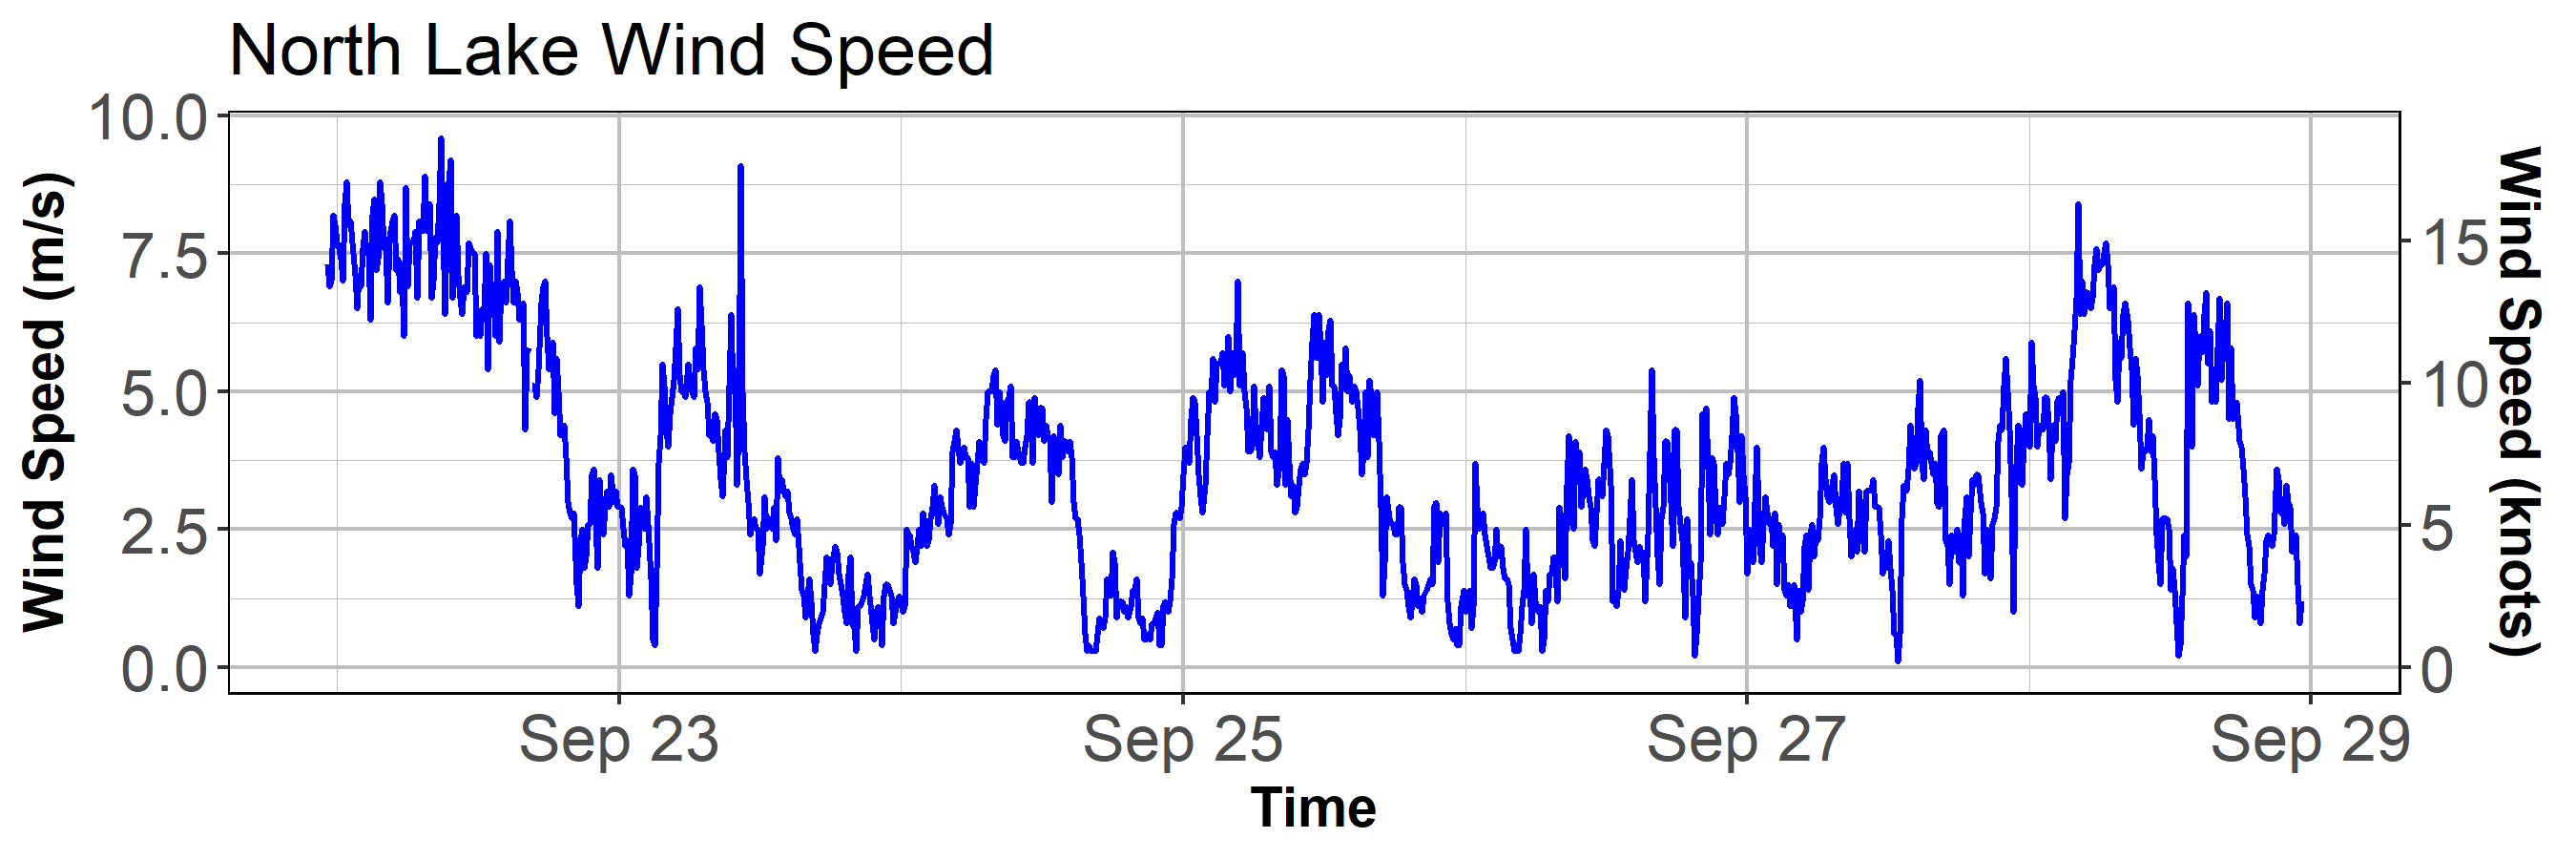 North Lake Wind Speed
Wind Speed (m/s)
10.0
7.5
5.0
2.5
0.0
Wind Speed (knots)
15
10
5
0
Sep 23 Sep 25 Sep 27 Sep 29
Time